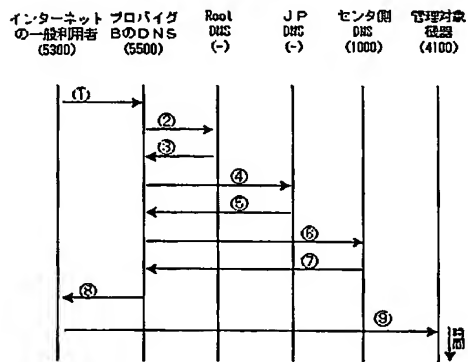 インターネット
の一般利用者
(5300)
プロバイダ
BのDNS
(5500)
Root
DNS
(-)
JP
DNS
(-)
センタ側
DNS
(1000)
管理対象
機器
(4100)
①
②
③
④
⑤
⑥
⑦
⑧
⑨
時間